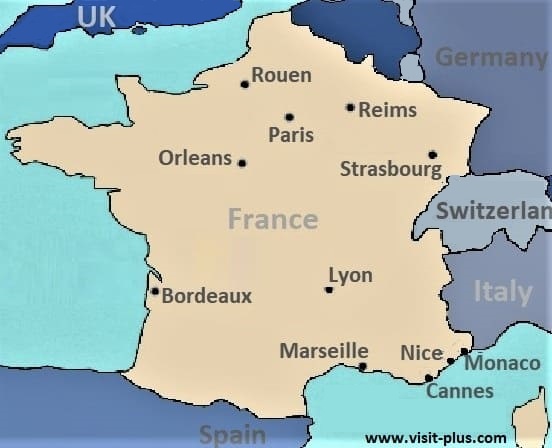 UK
Germany
Rouen
Reims
Paris
Orleans
Strasbourg
France
Switzerlan
Lyon
Italy
Bordeaux
Marseille
Nice
Monaco
Cannes
Spain
www.visit-plus.com